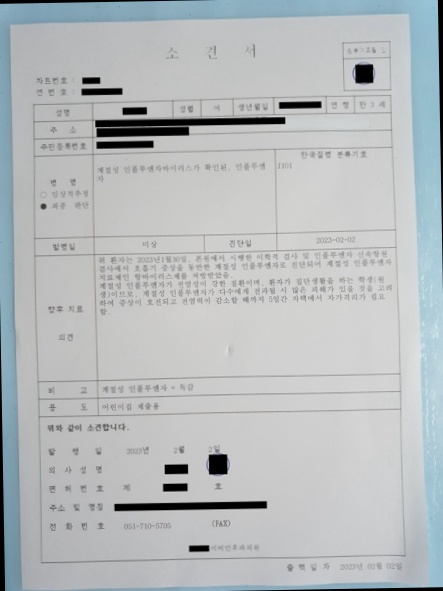 소 견 서
차트번호 :
연 번 호 :
성명 성별 여 생년월일 연 령 만 3 세
주 소
주민등록번호
병 명
○ 임상적추정
● 최종 판단
계절성 인플루엔자바이러스가 확인된, 인플루엔
자
한국질병 분류기호
J101
발병일 미상 진단일 2023-02-02
향후 치료
의견
위 환자는 2023년1월30일, 본원에서 시행한 이학적 검사 및 인플루엔자 신속항원
검사에서 호흡기 증상을 동반한 계절성 인플루엔자로 진단되어 계절성 인플루엔자
치료제인 항바이러스제를 처방받았음.
계절성 인플루엔자가 전염성이 강한 질환이며, 환자가 집단생활을 하는 학생(원
생)이므로, 계절성 인플루엔자가 다수에게 전파될 시 많은 피해가 있을 것을 고려
하여 증상이 호전되고 전염력이 감소할 때까지 5일간 자택에서 자가격리가 필요
함.
비 고 계절성 인플루엔자 = 독감
용 도 어린이집 제출용
위와 같이 소견합니다.
발 행 일 2023년 2월 2일
의 사 성 명
면 허 번 호 제 호
주소 및 명칭
전 화 번 호 051-710-5705 (FAX)
이비인후과의원
출 력 일 자 2023년 02월 02일